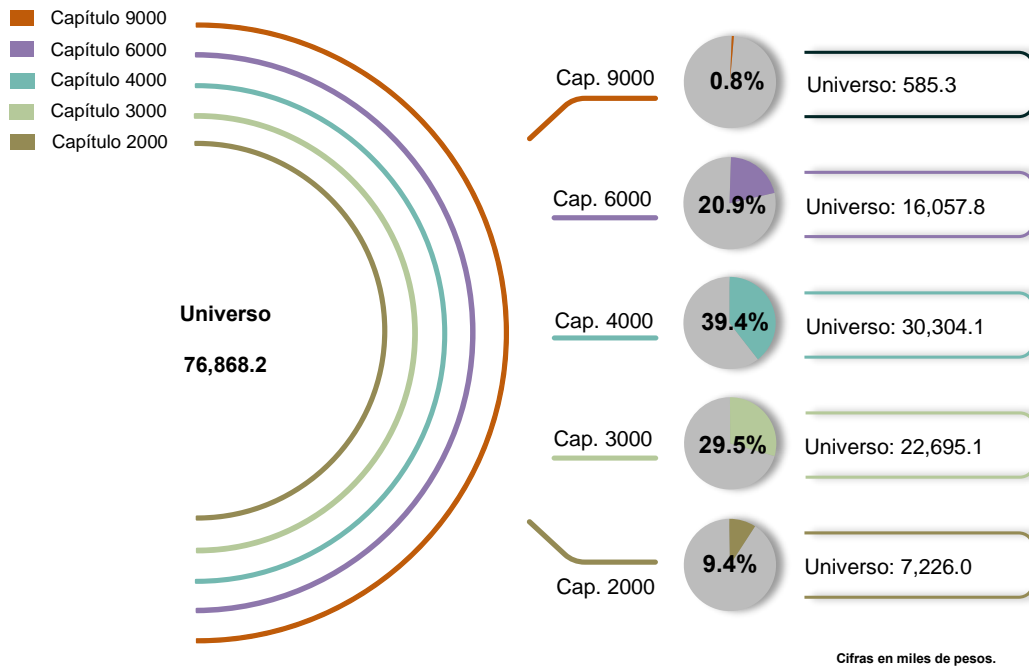 Capítulo 9000
Capítulo 6000
Capítulo 4000
Capítulo 3000
Capítulo 2000
Universo
76,868.2
Cap. 9000
0.8%
Universo: 585.3
Cap. 6000
20.9%
Universo: 16,057.8
Cap. 4000
39.4%
Universo: 30,304.1
Cap. 3000
29.5%
Universo: 22,695.1
Cap. 2000
9.4%
Universo: 7,226.0
Cifras en miles de pesos.